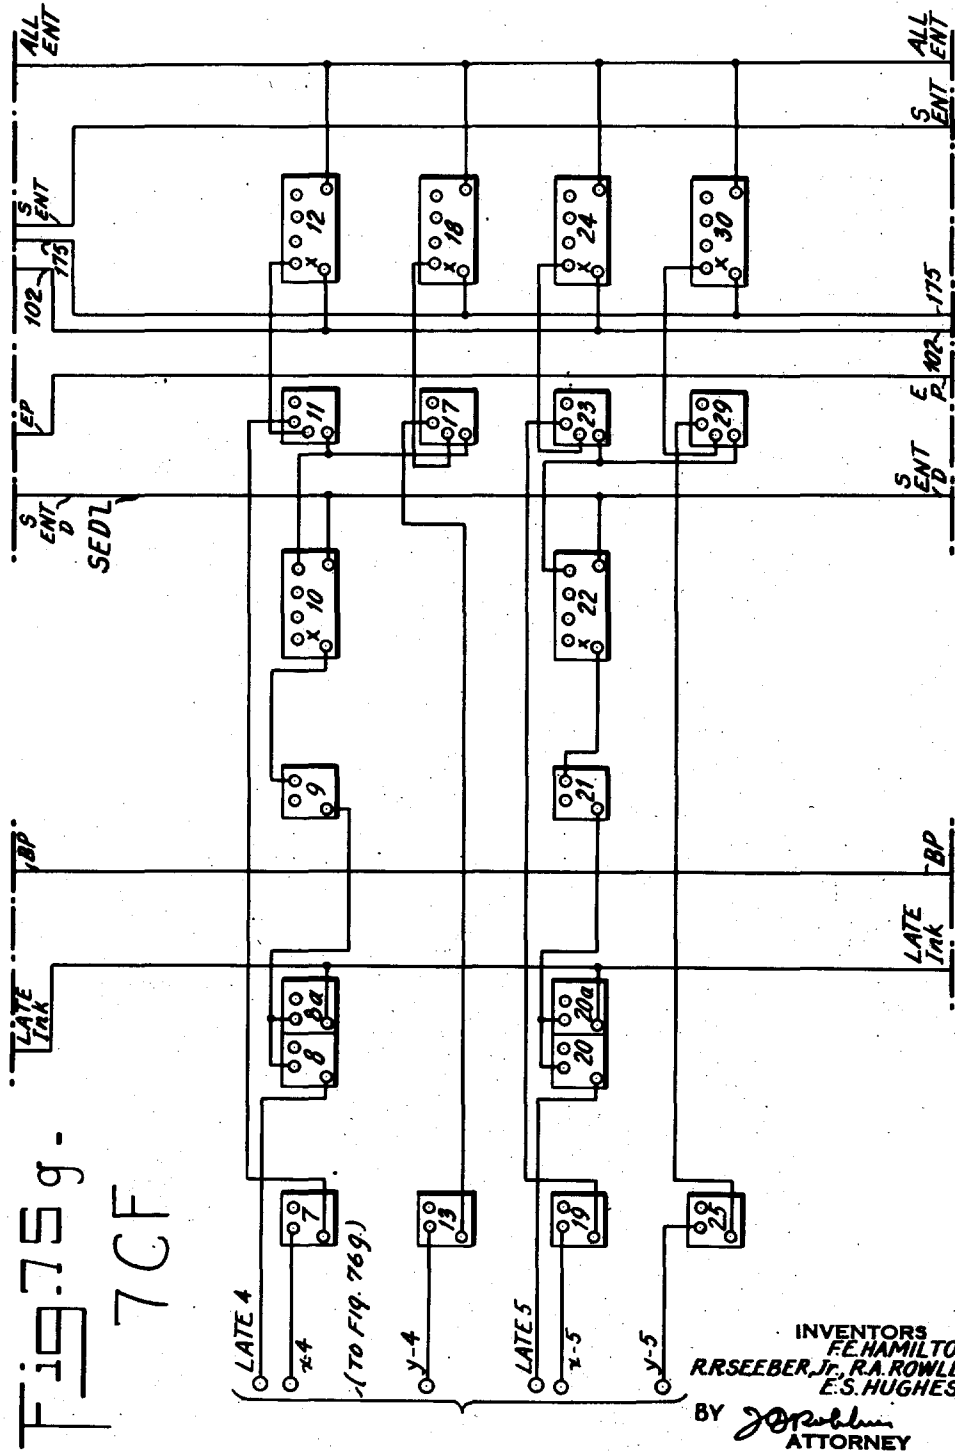 Fig. 75g.
7CF
ALL
ENT
S
ENT
175
102
EP
S
ENT
D
SEDL
BP
LATE
Ink
12
X
18
X
24
X
30
X
11
17
23
29
10
X
22
X
9
21
8
8a
20
20a
7
13
19
25
LATE 4
x-4
(TO FIG. 76g.)
y-4
LATE 5
x-5
y-5
ALL
ENT
S
ENT
175
102
E
P
S
ENT
D
BP
LATE
Ink
INVENTORS
F.E. HAMILTO
R.R. SEEBER, Jr., R.A. ROWLE
E.S. HUGHES
BY
ATTORNEY